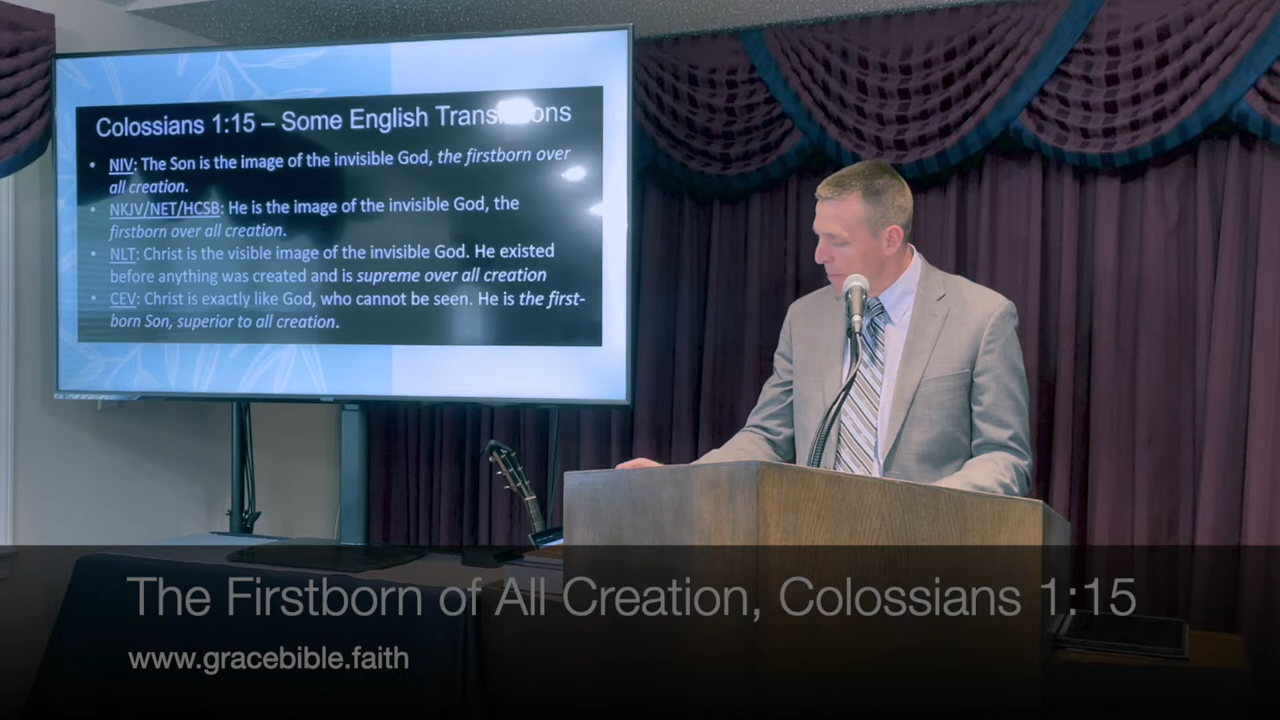 Colossians 1:15 – Some English Translations
• NIV: The Son is the image of the invisible God, the firstborn over
all creation.
• NKJV/NET/HCSB: He is the image of the invisible God, the
firstborn over all creation.
• NLT: Christ is the visible image of the invisible God. He existed
before anything was created and is supreme over all creation
• CEV: Christ is exactly like God, who cannot be seen. He is the first-
born Son, superior to all creation.
The Firstborn of All Creation, Colossians 1:15
www.gracebible.faith